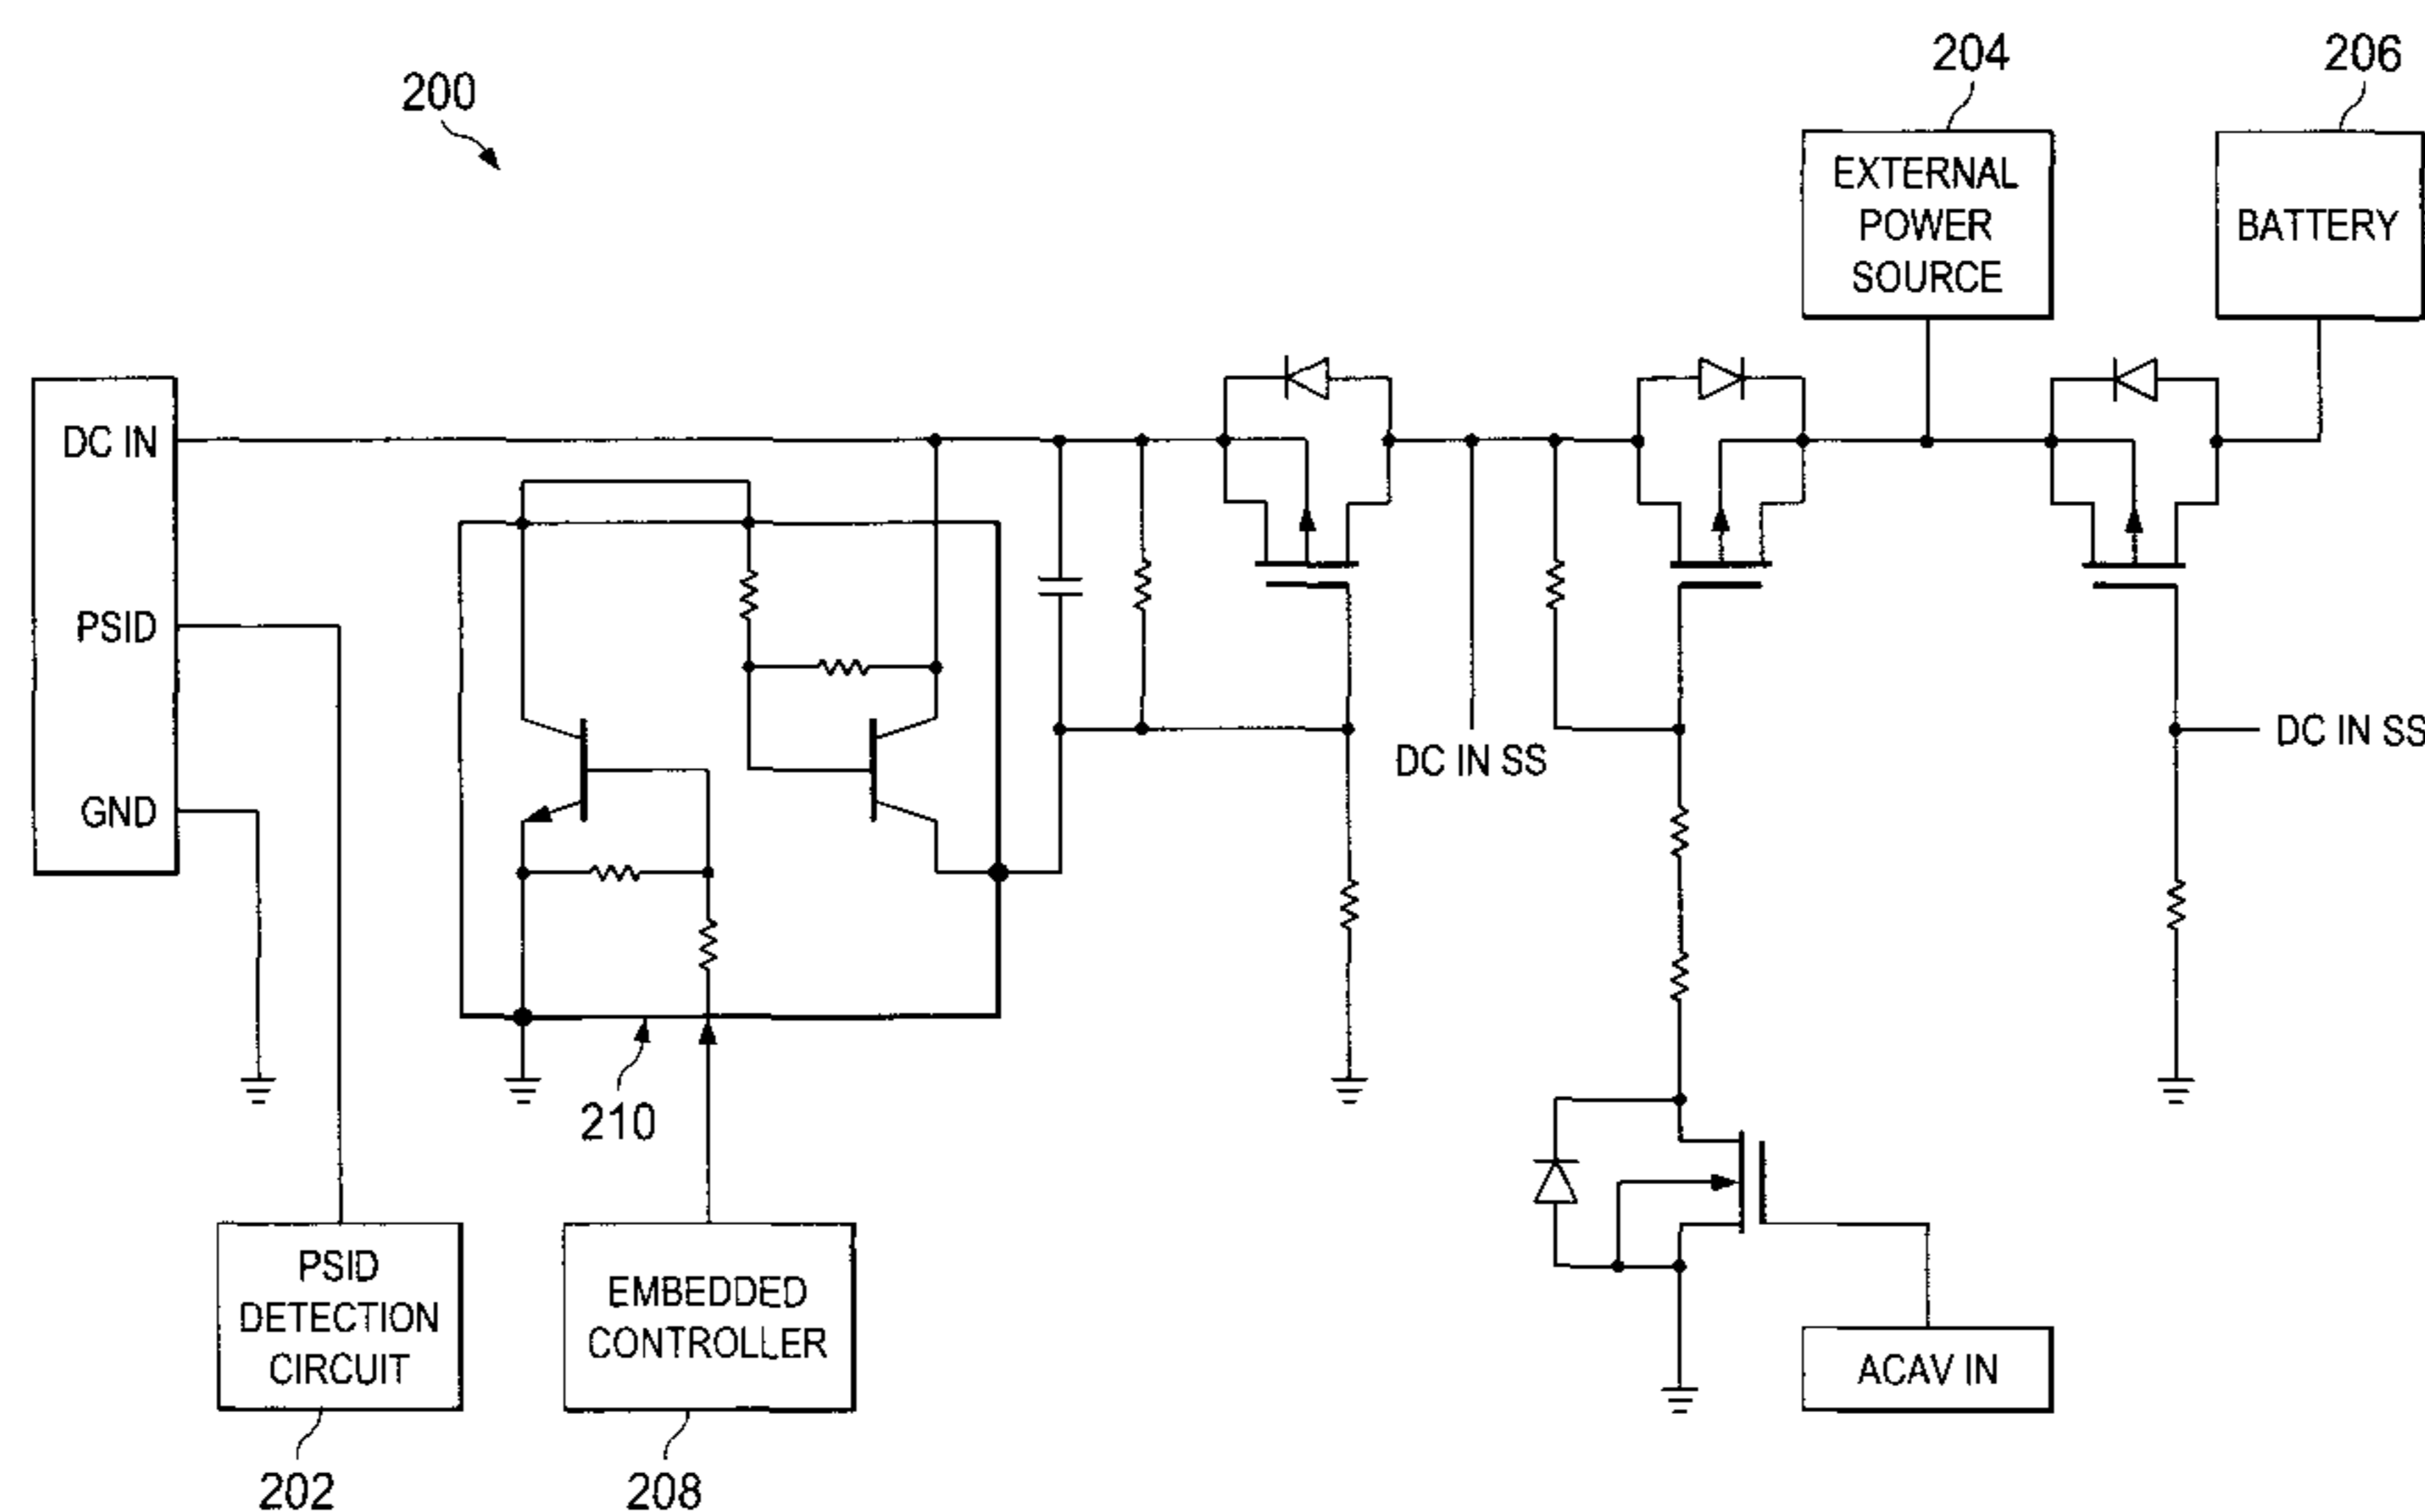 200
204
206
EXTERNAL
POWER
SOURCE
BATTERY
DC IN
PSID
GND
DC IN SS
DC IN SS
210
PSID
DETECTION
CIRCUIT
EMBEDDED
CONTROLLER
ACAV IN
202
208